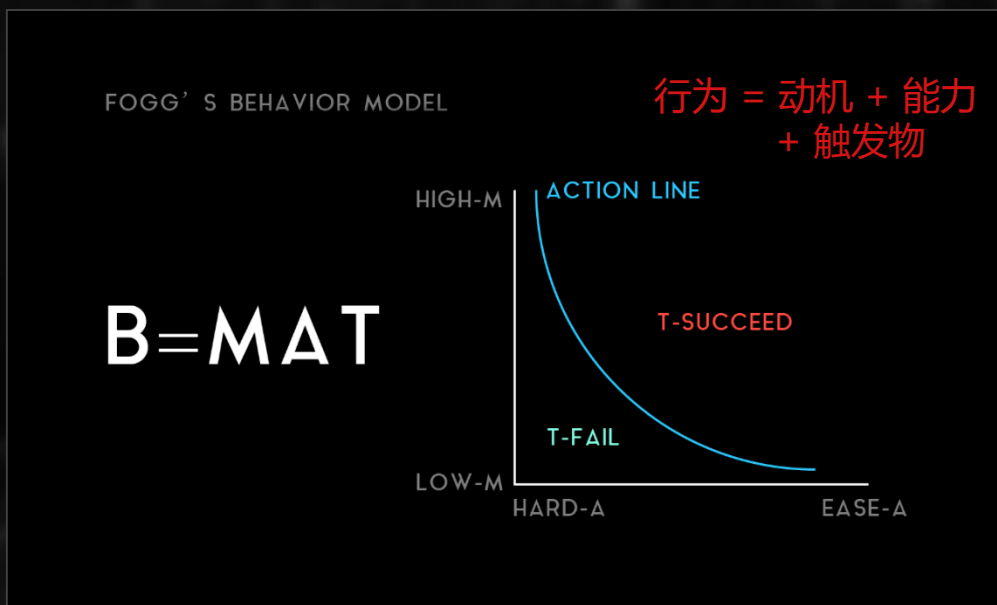 FOGG’ S BEHAVIOR MODEL
行为 = 动机 + 能力
+ 触发物
HIGH-M
ACTION LINE
B=MAT
T-SUCCEED
T-FAIL
LOW-M
HARD-A
EASE-A